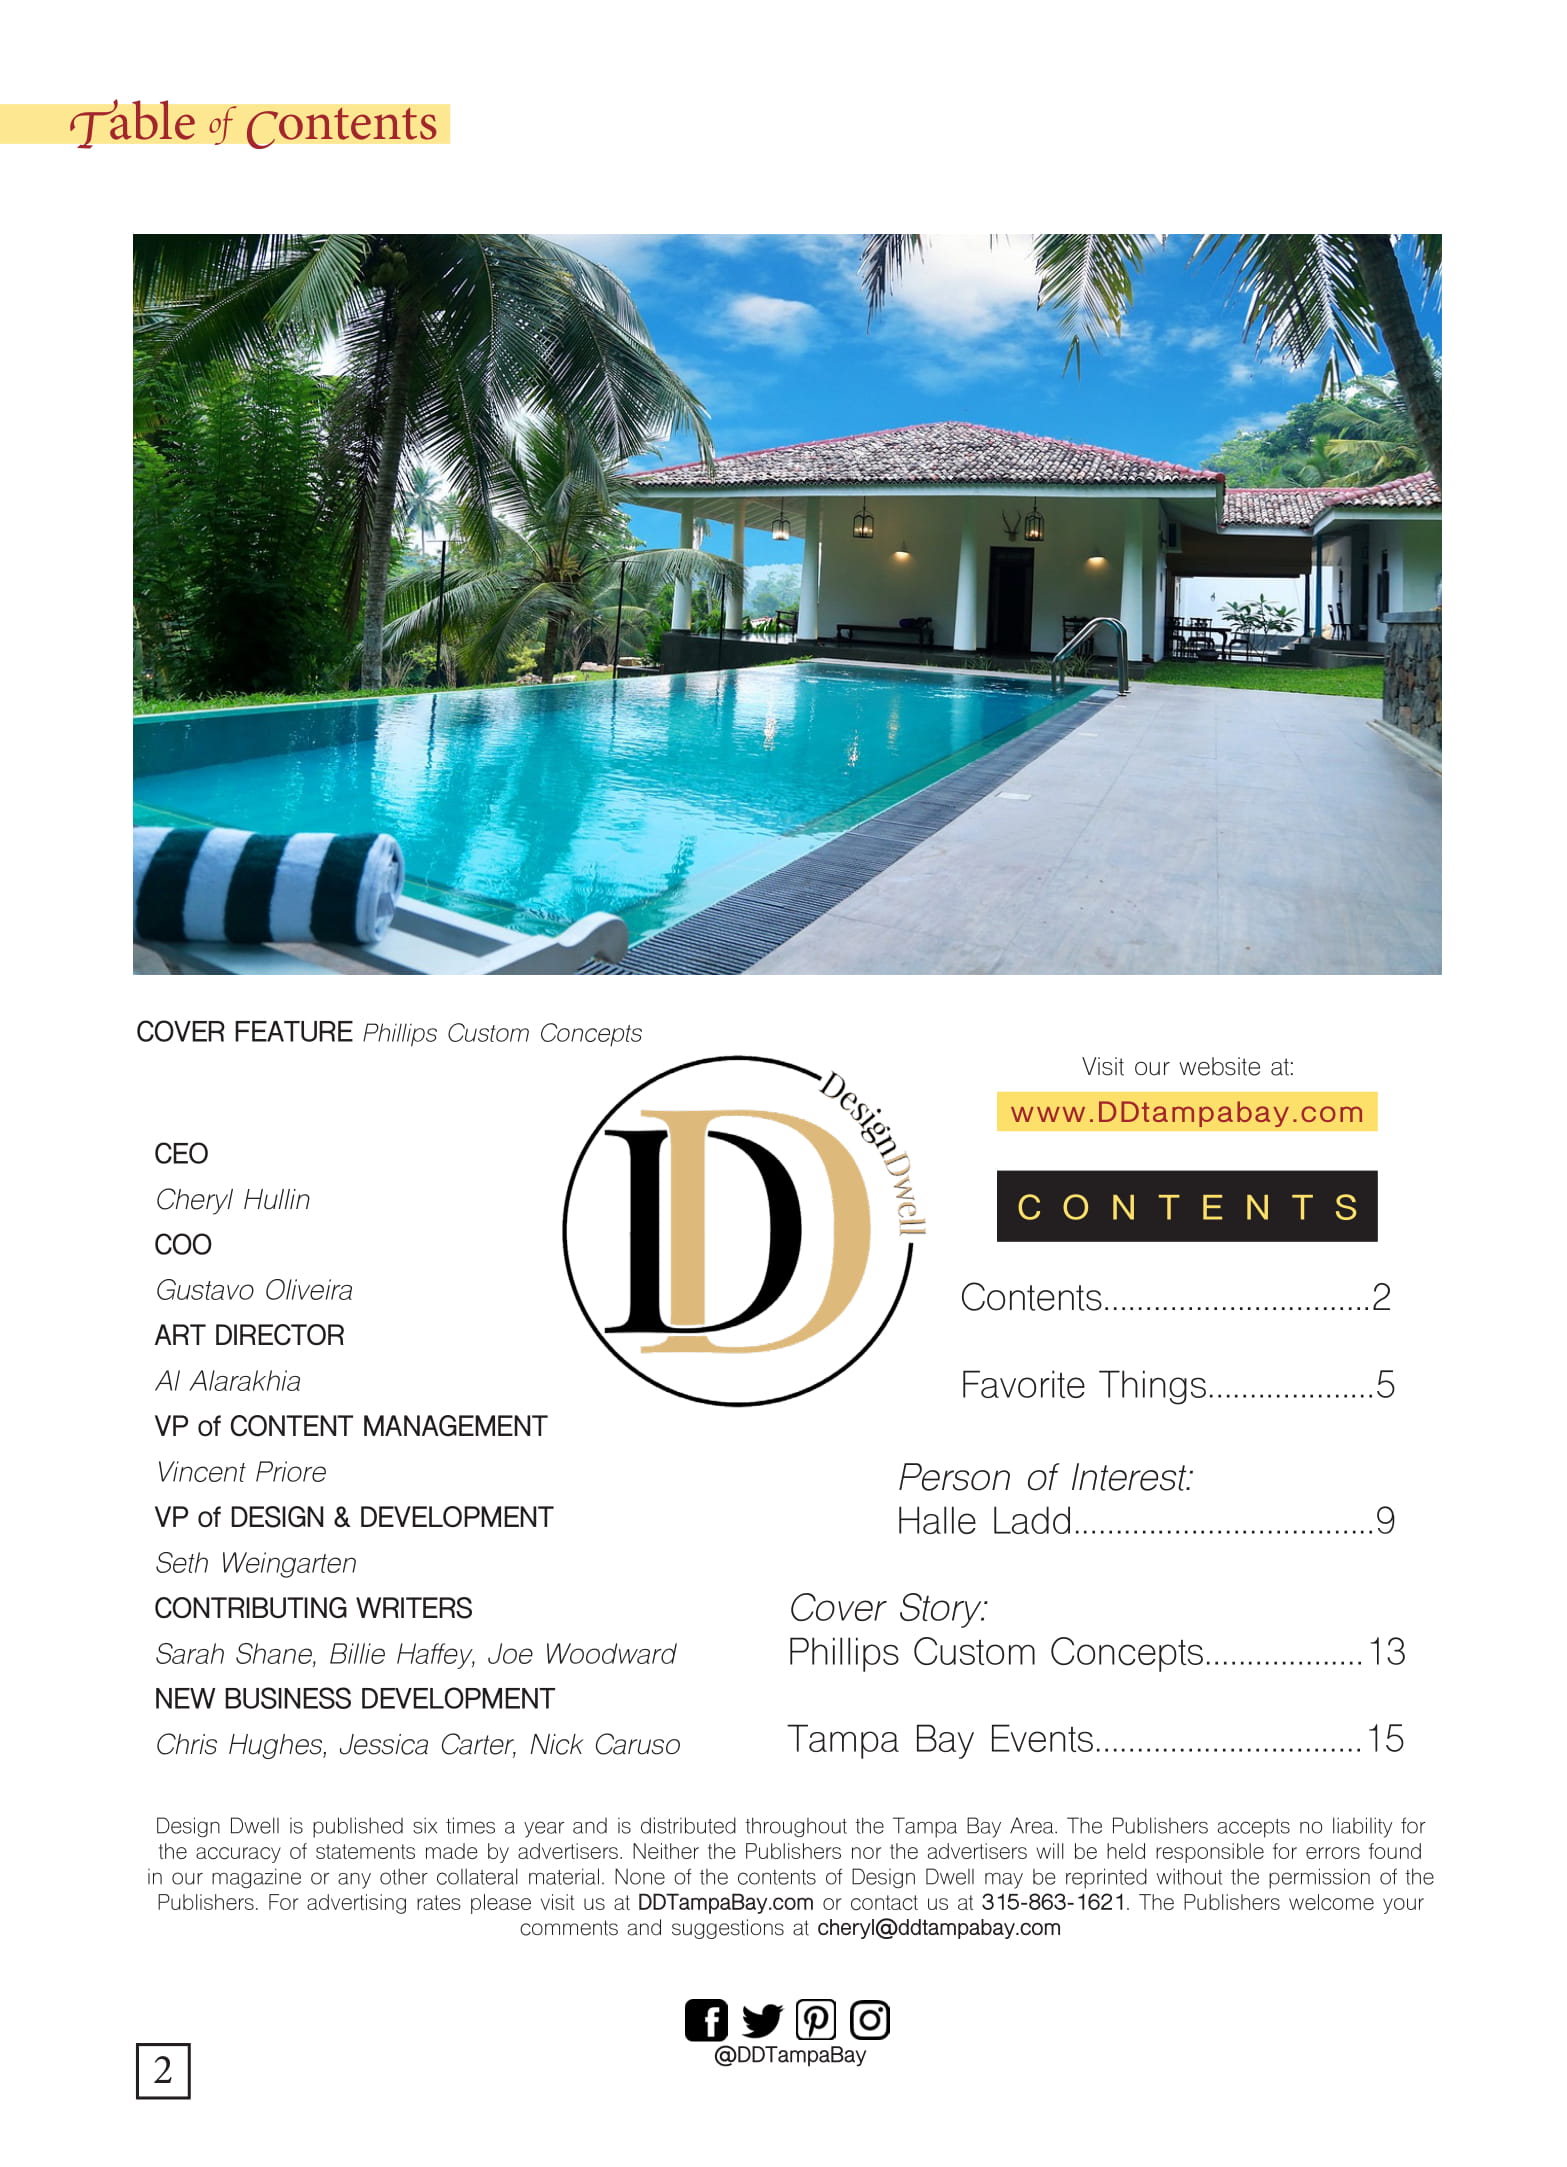 Table of Contents
COVER FEATURE Phillips Custom Concepts
CEO
Cheryl Hullin
COO
Gustavo Oliveira
ART DIRECTOR
Al Alarakhia
VP of CONTENT MANAGEMENT
Vincent Priore
VP of DESIGN & DEVELOPMENT
Seth Weingarten
CONTRIBUTING WRITERS
Sarah Shane, Billie Haffey, Joe Woodward
NEW BUSINESS DEVELOPMENT
Chris Hughes, Jessica Carter, Nick Caruso
DD
DesignDwell
Visit our website at:
www.DDtampabay.com
CONTENTS
Contents................................2
Favorite Things....................5
Person of Interest:
Halle Ladd....................................9
Cover Story:
Phillips Custom Concepts...................13
Tampa Bay Events................................15
Design Dwell is published six times a year and is distributed throughout the Tampa Bay Area. The Publishers accepts no liability for
the accuracy of statements made by advertisers. Neither the Publishers nor the advertisers will be held responsible for errors found
in our magazine or any other collateral material. None of the contents of Design Dwell may be reprinted without the permission of the
Publishers. For advertising rates please visit us at DDTampaBay.com or contact us at 315-863-1621. The Publishers welcome your
comments and suggestions at cheryl@ddtampabay.com
@DDTampaBay
2